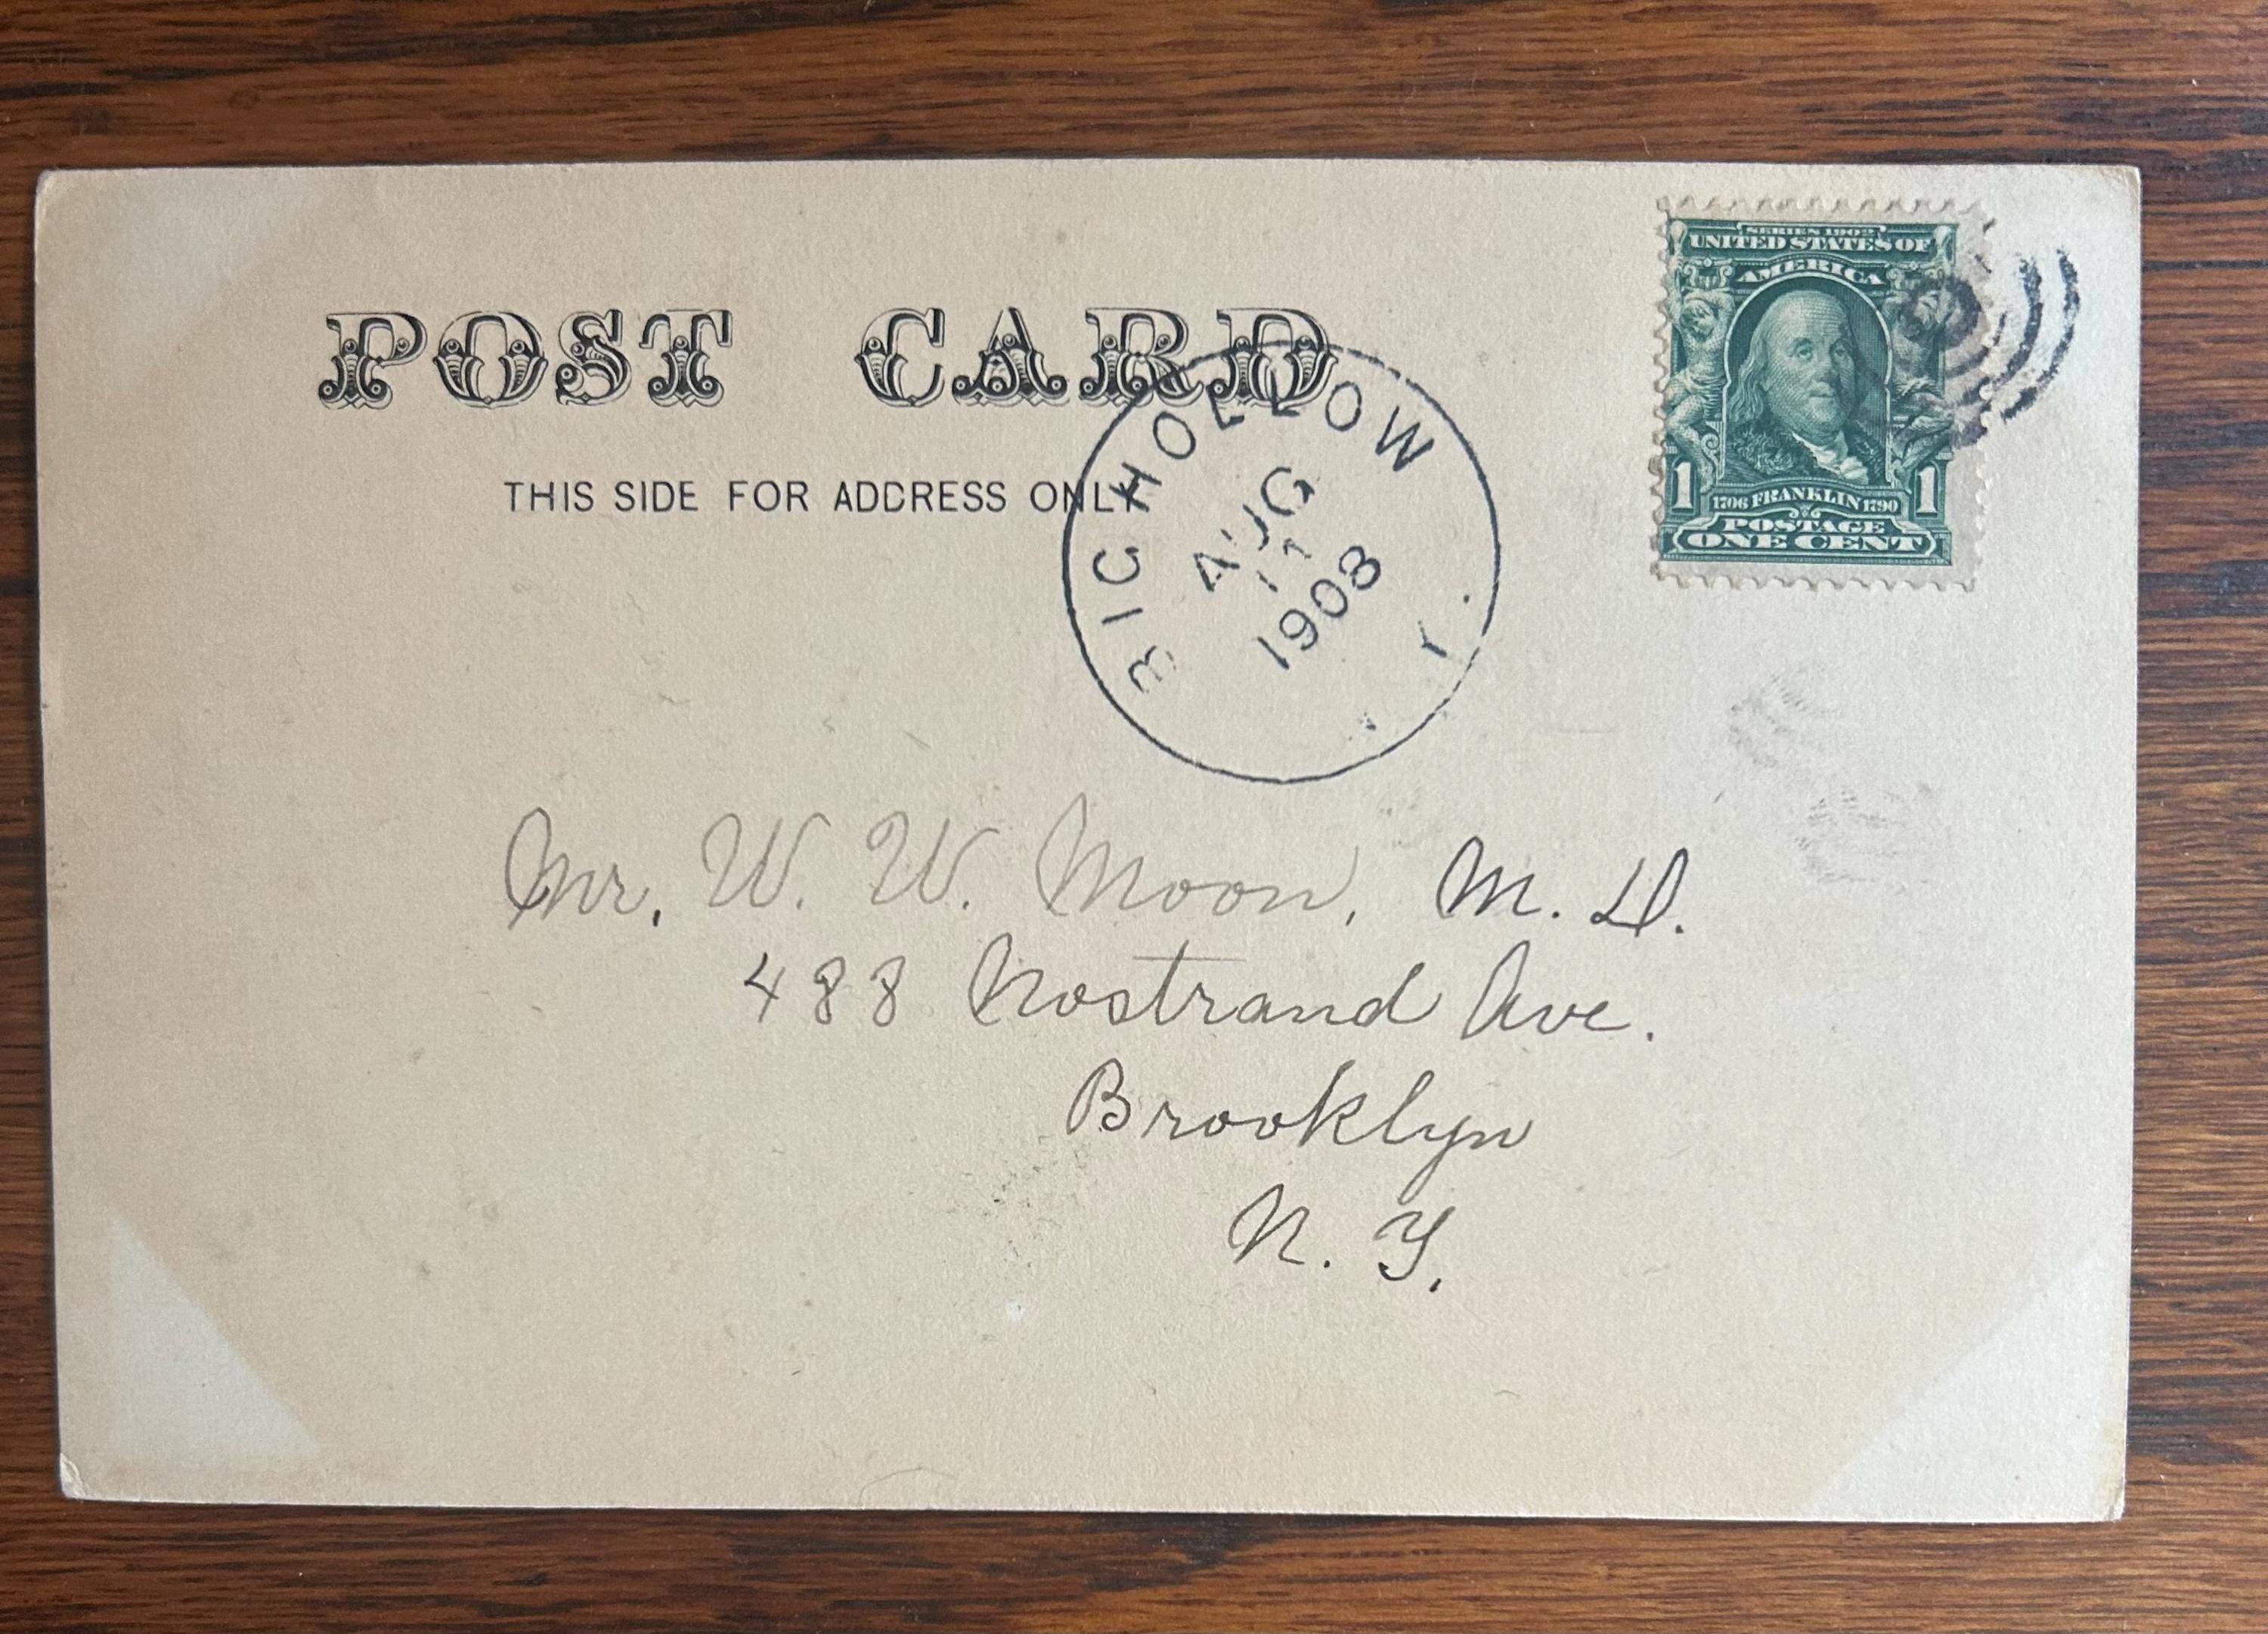 POST CARD
THIS SIDE FOR ADDRESS ONLY
BIG HOLLOW
AUG
1908
SERIES 1902
UNITED STATES OF
AMERICA
1 1706 FRANKLIN 1790 1
POSTAGE
ONE CENT
Mr. W. W. Moon, M. D.
488 Nostrand Ave.
Brooklyn
N. Y.